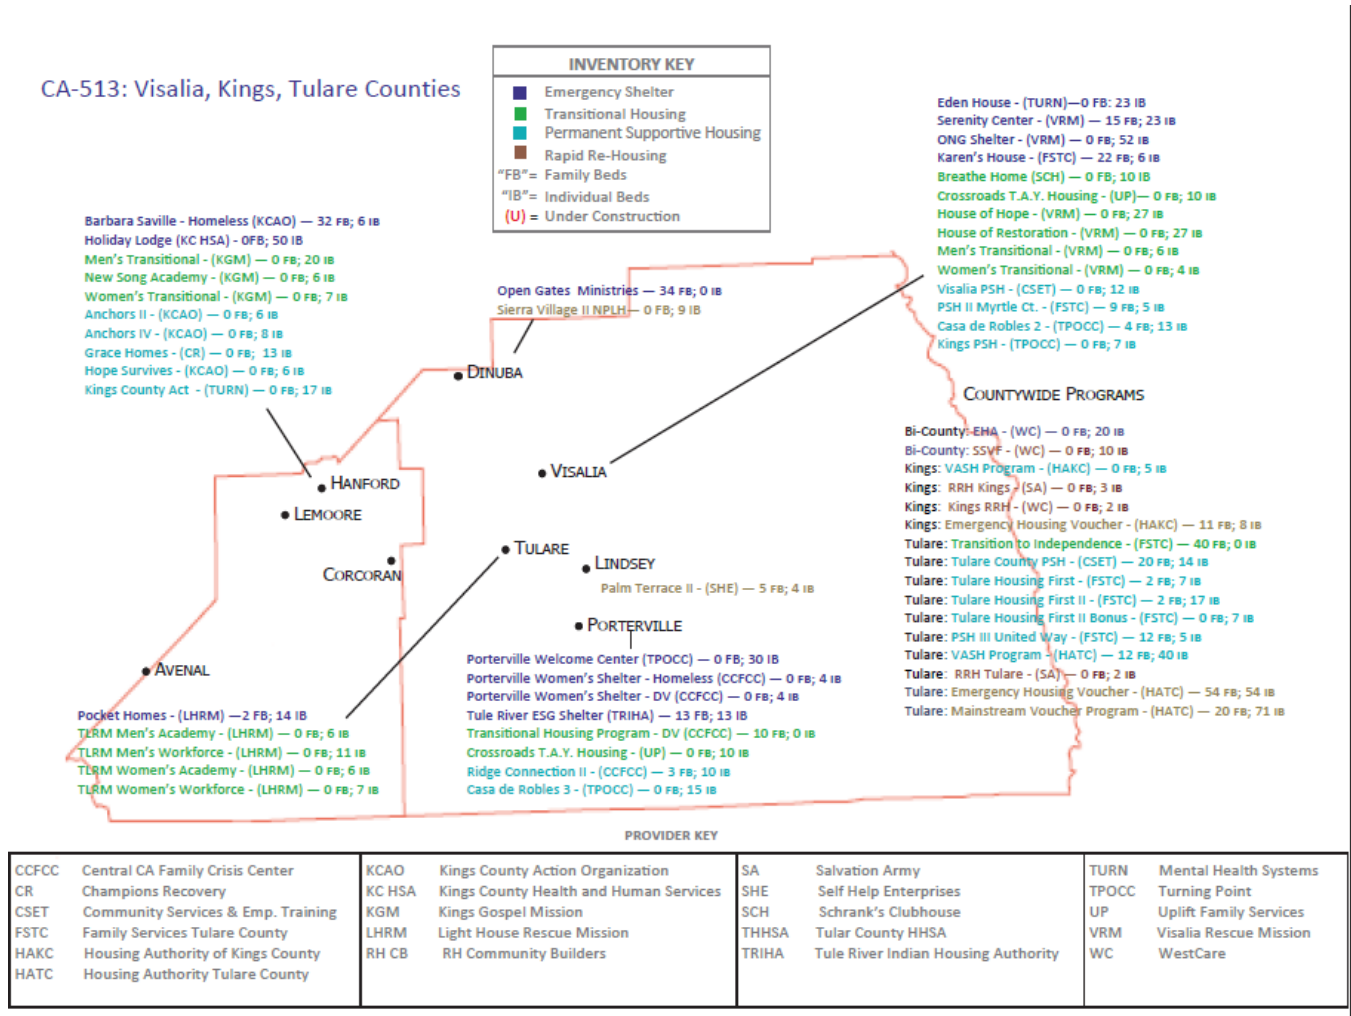 CA-513: Visalia, Kings, Tulare Counties
INVENTORY KEY
Emergency Shelter
Transitional Housing
Permanent Supportive Housing
Rapid Re-Housing
"FB"= Family Beds
"IB"= Individual Beds
(U) = Under Construction
Barbara Saville - Homeless (KCAO) — 32 FB; 6 IB
Holiday Lodge (KC HSA) - 0FB; 50 IB
Men's Transitional - (KGM) — 0 FB; 20 IB
New Song Academy - (KGM) — 0 FB; 6 IB
Women's Transitional - (KGM) — 0 FB; 7 IB
Anchors II - (KCAO) — 0 FB; 6 IB
Anchors IV - (KCAO) — 0 FB; 8 IB
Grace Homes - (CR) — 0 FB; 13 IB
Hope Survives - (KCAO) — 0 FB; 6 IB
Kings County Act - (TURN) — 0 FB; 17 IB
Open Gates Ministries — 34 FB; 0 IB
Sierra Village II NPLH— 0 FB; 9 IB
Eden House - (TURN)—0 FB: 23 IB
Serenity Center - (VRM) — 15 FB; 23 IB
ONG Shelter - (VRM) — 0 FB; 52 IB
Karen's House - (FSTC) — 22 FB; 6 IB
Breathe Home (SCH) — 0 FB; 10 IB
Crossroads T.A.Y. Housing - (UP)— 0 FB; 10 IB
House of Hope - (VRM) — 0 FB; 27 IB
House of Restoration - (VRM) — 0 FB; 27 IB
Men's Transitional - (VRM) — 0 FB; 6 IB
Women's Transitional - (VRM) — 0 FB; 4 IB
Visalia PSH - (CSET) — 0 FB; 12 IB
PSH II Myrtle Ct. - (FSTC) — 9 FB; 5 IB
Casa de Robles 2 - (TPOCC) — 4 FB; 13 IB
Kings PSH - (TPOCC) — 0 FB; 7 IB
DINUBA
VISALIA
HANFORD
LEMOORE
CORCORAN
TULARE
LINDSEY
Palm Terrace II - (SHE) — 5 FB; 4 IB
PORTERVILLE
AVENAL
COUNTYWIDE PROGRAMS
Bi-County: EHA - (WC) — 0 FB; 20 IB
Bi-County: SSVF - (WC) — 0 FB; 10 IB
Kings: VASH Program - (HAKC) — 0 FB; 5 IB
Kings: RRH Kings - (SA) — 0 FB; 3 IB
Kings: Kings RRH - (WC) — 0 FB; 2 IB
Kings: Emergency Housing Voucher - (HAKC) — 11 FB; 8 IB
Tulare: Transition to Independence - (FSTC) — 40 FB; 0 IB
Tulare: Tulare County PSH - (CSET) — 20 FB; 14 IB
Tulare: Tulare Housing First - (FSTC) — 2 FB; 7 IB
Tulare: Tulare Housing First II - (FSTC) — 2 FB; 17 IB
Tulare: Tulare Housing First II Bonus - (FSTC) — 0 FB; 7 IB
Tulare: PSH III United Way - (FSTC) — 12 FB; 5 IB
Tulare: VASH Program - (HATC) — 12 FB; 40 IB
Tulare: RRH Tulare - (SA) — 0 FB; 2 IB
Tulare: Emergency Housing Voucher - (HATC) — 54 FB; 54 IB
Tulare: Mainstream Voucher Program - (HATC) — 20 FB; 71 IB
Pocket Homes - (LHRM) —2 FB; 14 IB
TLRM Men's Academy - (LHRM) — 0 FB; 6 IB
TLRM Men's Workforce - (LHRM) — 0 FB; 11 IB
TLRM Women's Academy - (LHRM) — 0 FB; 6 IB
TLRM Women's Workforce - (LHRM) — 0 FB; 7 IB
Porterville Welcome Center (TPOCC) — 0 FB; 30 IB
Porterville Women's Shelter - Homeless (CCFCC) — 0 FB; 4 IB
Porterville Women's Shelter - DV (CCFCC) — 0 FB; 4 IB
Tule River ESG Shelter (TRIHA) — 13 FB; 13 IB
Transitional Housing Program - DV (CCFCC) — 10 FB; 0 IB
Crossroads T.A.Y. Housing - (UP) — 0 FB; 10 IB
Ridge Connection II - (CCFCC) — 3 FB; 10 IB
Casa de Robles 3 - (TPOCC) — 0 FB; 15 IB
PROVIDER KEY
CCFCC Central CA Family Crisis Center
CR Champions Recovery
CSET Community Services & Emp. Training
FSTC Family Services Tulare County
HAKC Housing Authority of Kings County
HATC Housing Authority Tulare County
KCAO Kings County Action Organization
KC HSA Kings County Health and Human Services
KGM Kings Gospel Mission
LHRM Light House Rescue Mission
RH CB RH Community Builders
SA Salvation Army
SHE Self Help Enterprises
SCH Schrank's Clubhouse
THHSA Tular County HHSA
TRIHA Tule River Indian Housing Authority
TURN Mental Health Systems
TPOCC Turning Point
UP Uplift Family Services
VRM Visalia Rescue Mission
WC WestCare